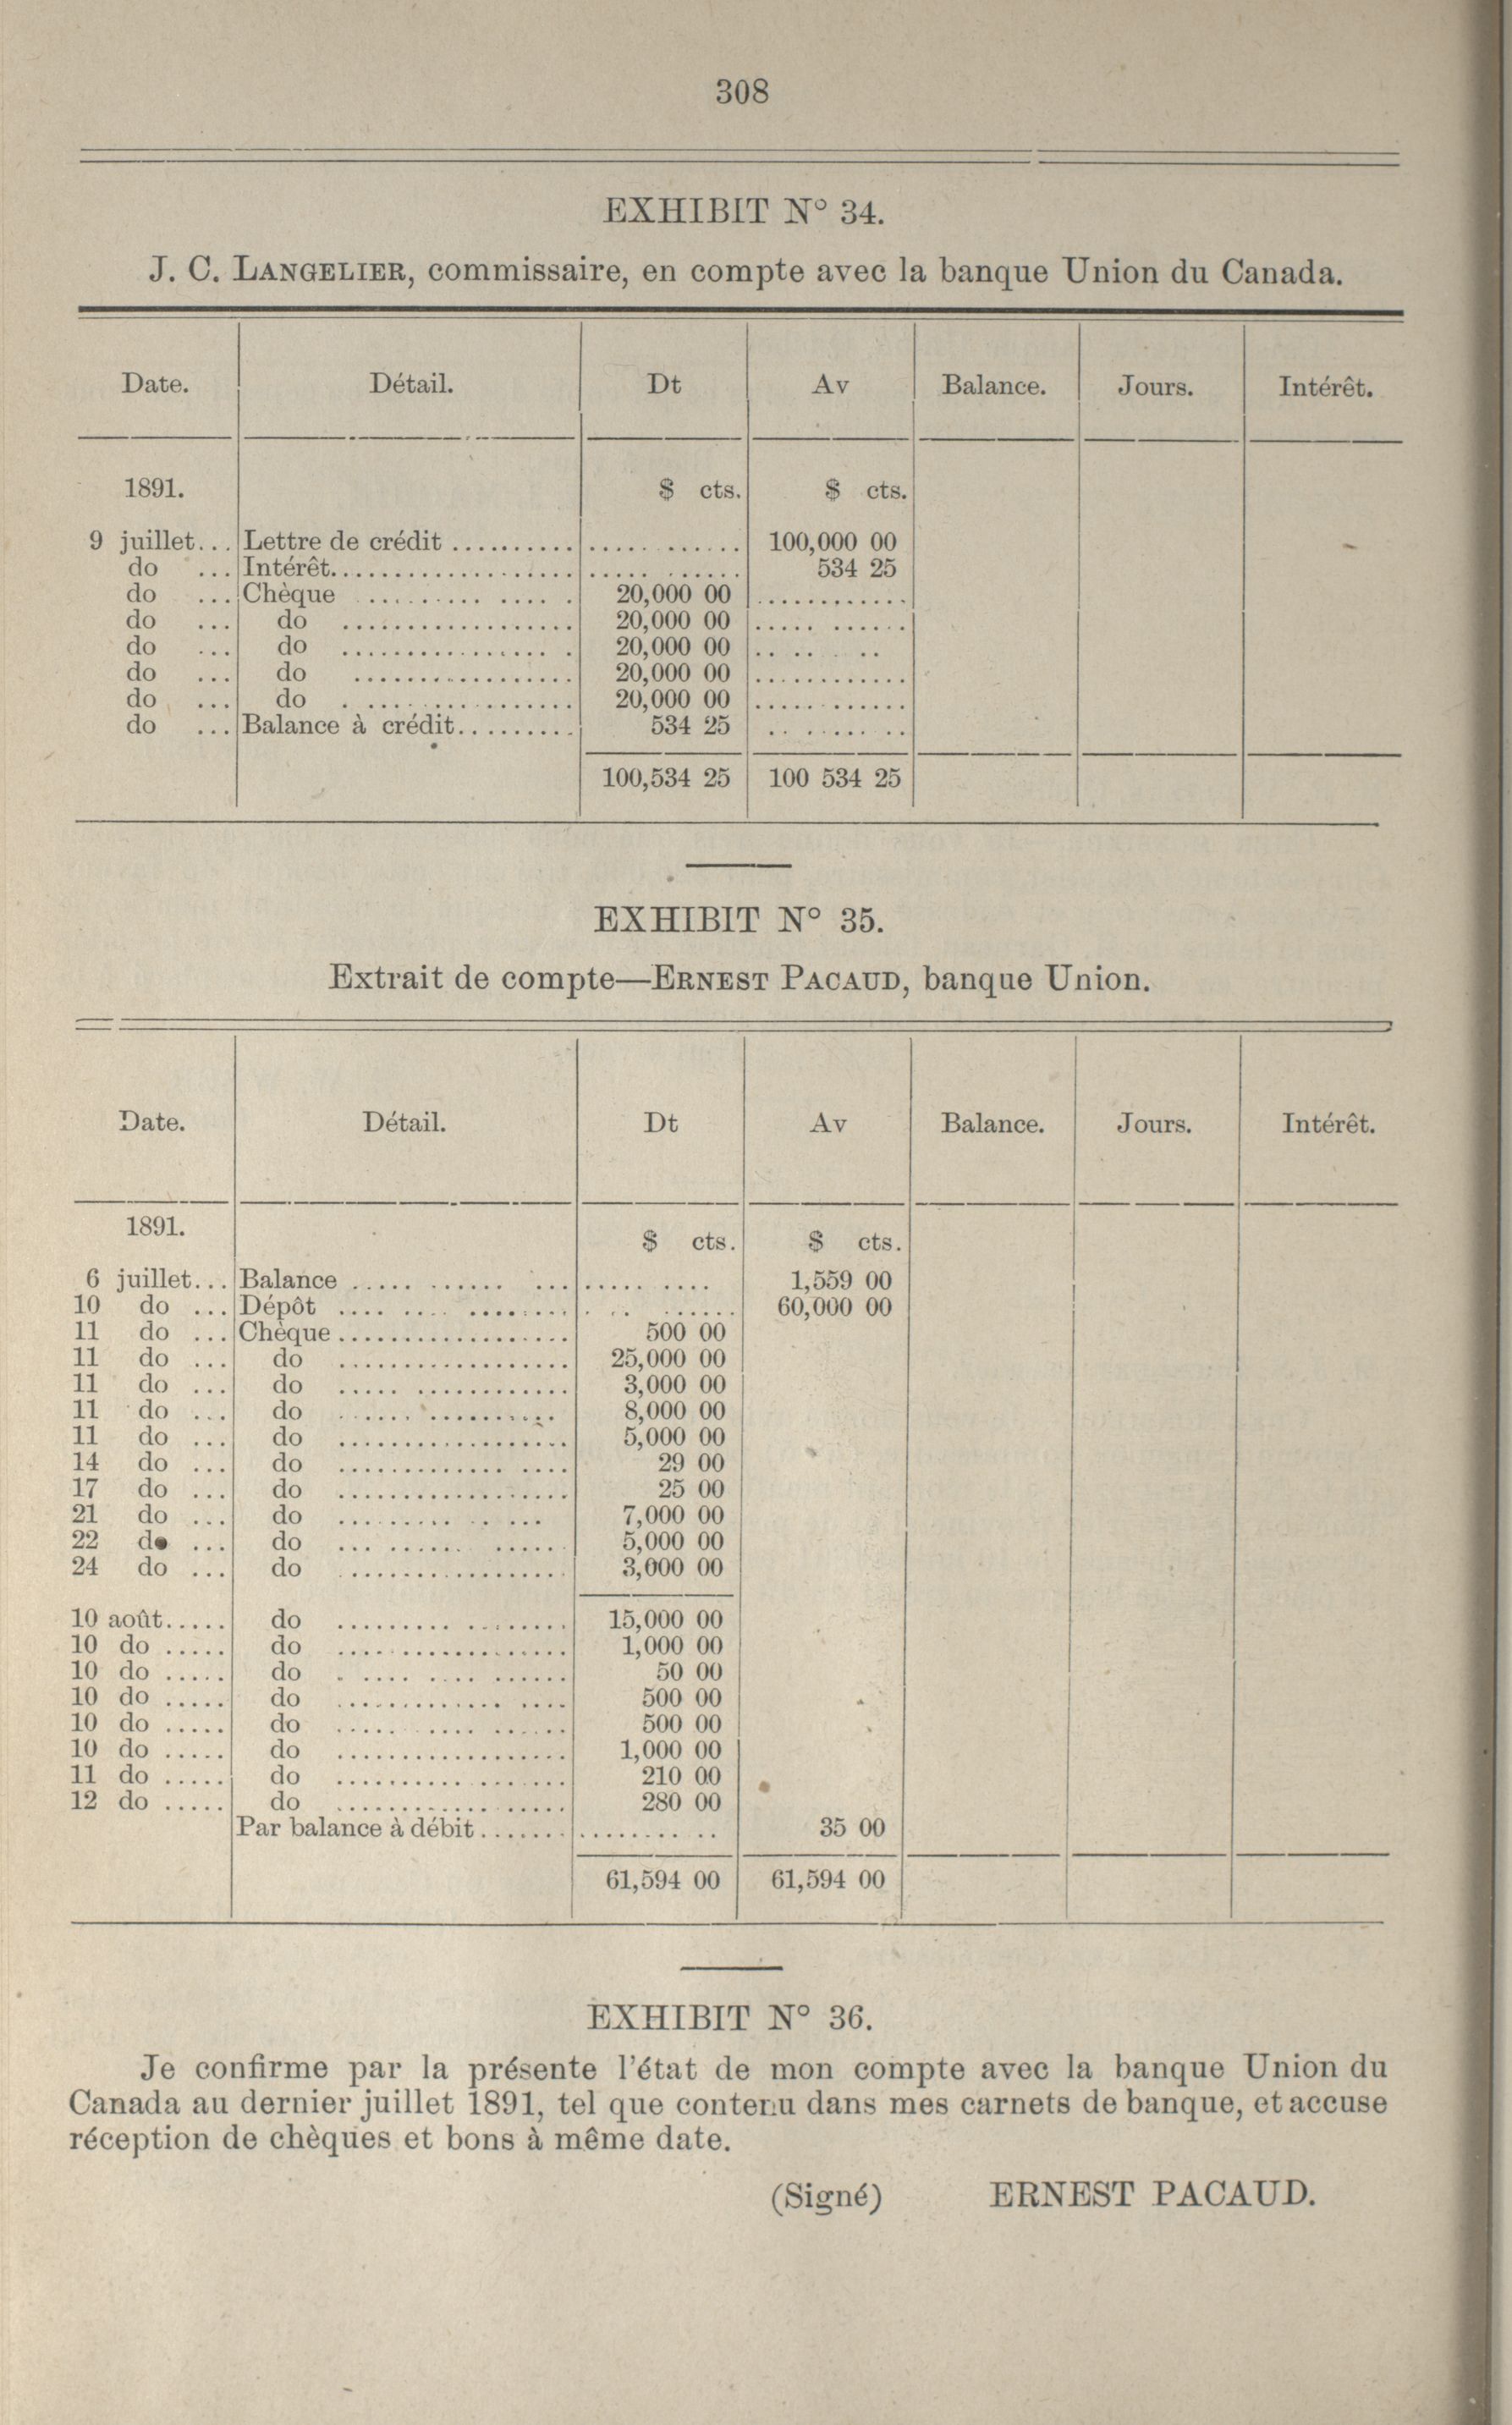 308
EXHIBIT N° 34.
J. C. LANGELIER, commissaire, en compte avec la banque Union du Canada.
Date. Détail. Dt Av Balance. Jours. Intérêt.
1891. $ cts. $ cts.
9 juillet... Lettre de crédit .......... ............ 100,000 00
do ... Intérêt................... ............ 534 25
do ... Chèque ................ 20,000 00 ............
do ... do .................. 20,000 00 ............
do ... do .................. 20,000 00 ............
do ... do .................. 20,000 00 ............
do ... do .................. 20,000 00 ............
do ... Balance à crédit......... 534 25 ............
100,534 25 100 534 25
EXHIBIT N° 35.
Extrait de compte—ERNEST PACAUD, banque Union.
Date. Détail. Dt Av Balance. Jours. Intérêt.
1891. $ cts. $ cts.
6 juillet... Balance ................ .......... 1,559 00
10 do ... Dépôt ................ .......... 60,000 00
11 do ... Chèque.................. 500 00
11 do ... do .................. 25,000 00
11 do ... do .................. 3,000 00
11 do ... do .................. 8,000 00
11 do ... do .................. 5,000 00
14 do ... do .................. 29 00
17 do ... do .................. 25 00
21 do ... do .................. 7,000 00
22 do ... do .................. 5,000 00
24 do ... do .................. 3,000 00
10 août..... do .................. 15,000 00
10 do ..... do .................. 1,000 00
10 do ..... do .................. 50 00
10 do ..... do .................. 500 00
10 do ..... do .................. 500 00
10 do ..... do .................. 1,000 00
11 do ..... do .................. 210 00
12 do ..... do .................. 280 00
Par balance à débit....... ........... 35 00
61,594 00 61,594 00
EXHIBIT N° 36.
Je confirme par la présente l'état de mon compte avec la banque Union du
Canada au dernier juillet 1891, tel que contenu dans mes carnets de banque, et accuse
réception de chèques et bons à même date.
(Signé) ERNEST PACAUD.